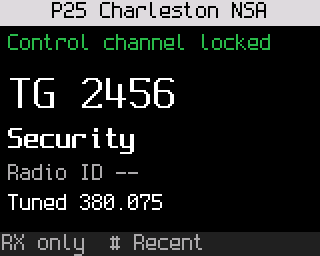 P25 Charleston NSA
Control channel locked
TG 2456
Security
Radio ID --
Tuned 380.075
RX only  # Recent